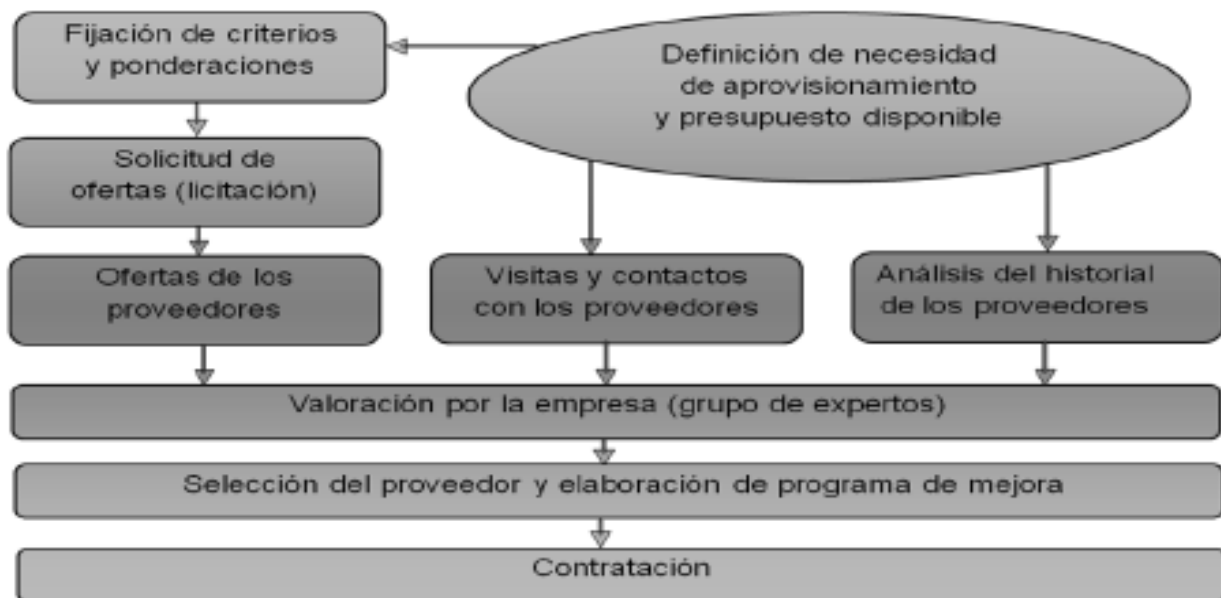 Fijación de criterios
y ponderaciones
Definición de necesidad
de aprovisionamiento
y presupuesto disponible
Solicitud de
ofertas (licitación)
Ofertas de los
proveedores
Visitas y contactos
con los proveedores
Análisis del historial
de los proveedores
Valoración por la empresa (grupo de expertos)
Selección del proveedor y elaboración de programa de mejora
Contratación